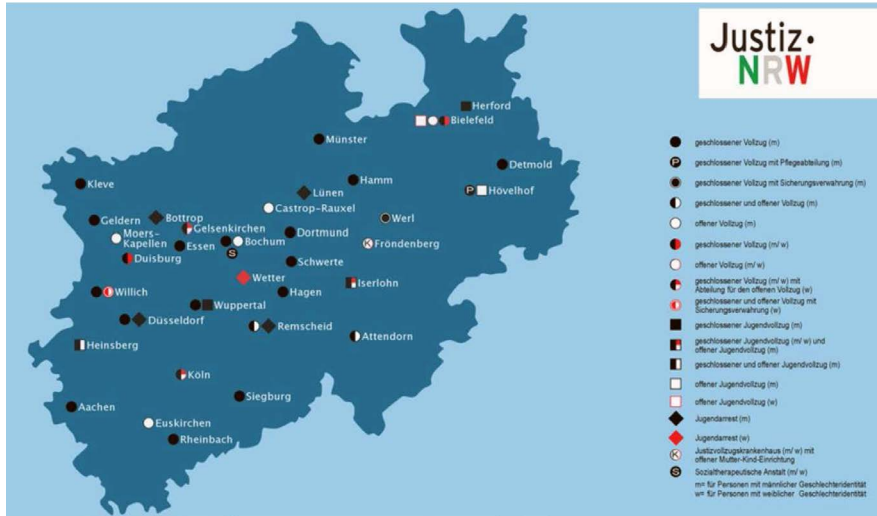 Justiz•
NRW
Herford
Bielefeld
Münster
Detmold
Hamm
Kleve
Lünen
P Hövelhof
Castrop-Rauxel
Werl
Geldern
Bottrop
Gelsenkirchen
Moers-
Kapellen
Essen
Bochum
Dortmund
K Fröndenberg
S
Duisburg
Schwerte
Wetter
Iserlohn
Willich
Hagen
Wuppertal
Düsseldorf
Remscheid
Attendorn
Heinsberg
Köln
Siegburg
Aachen
Euskirchen
Rheinbach
geschlossener Vollzug (m)
P geschlossener Vollzug mit Pflegeabteilung (m)
geschlossener Vollzug mit Sicherungsverwahrung (m)
geschlossener und offener Vollzug (m)
offener Vollzug (m)
geschlossener Vollzug (m/ w)
offener Vollzug (m/ w)
geschlossener Vollzug (m/ w) mit
Abteilung für den offenen Vollzug (w)
geschlossener und offener Vollzug mit
Sicherungsverwahrung (w)
geschlossener Jugendvollzug (m)
geschlossener Jugendvollzug (m/ w) und
offener Jugendvollzug (m)
geschlossener und offener Jugendvollzug (m)
offener Jugendvollzug (m)
offener Jugendvollzug (w)
Jugendarrest (m)
Jugendarrest (w)
K Justizvollzugskrankenhaus (m/ w) mit
offener Mutter-Kind-Einrichtung
S Sozialtherapeutische Anstalt (m/ w)
m= für Personen mit männlicher Geschlechteridentität
w= für Personen mit weiblicher Geschlechteridentität